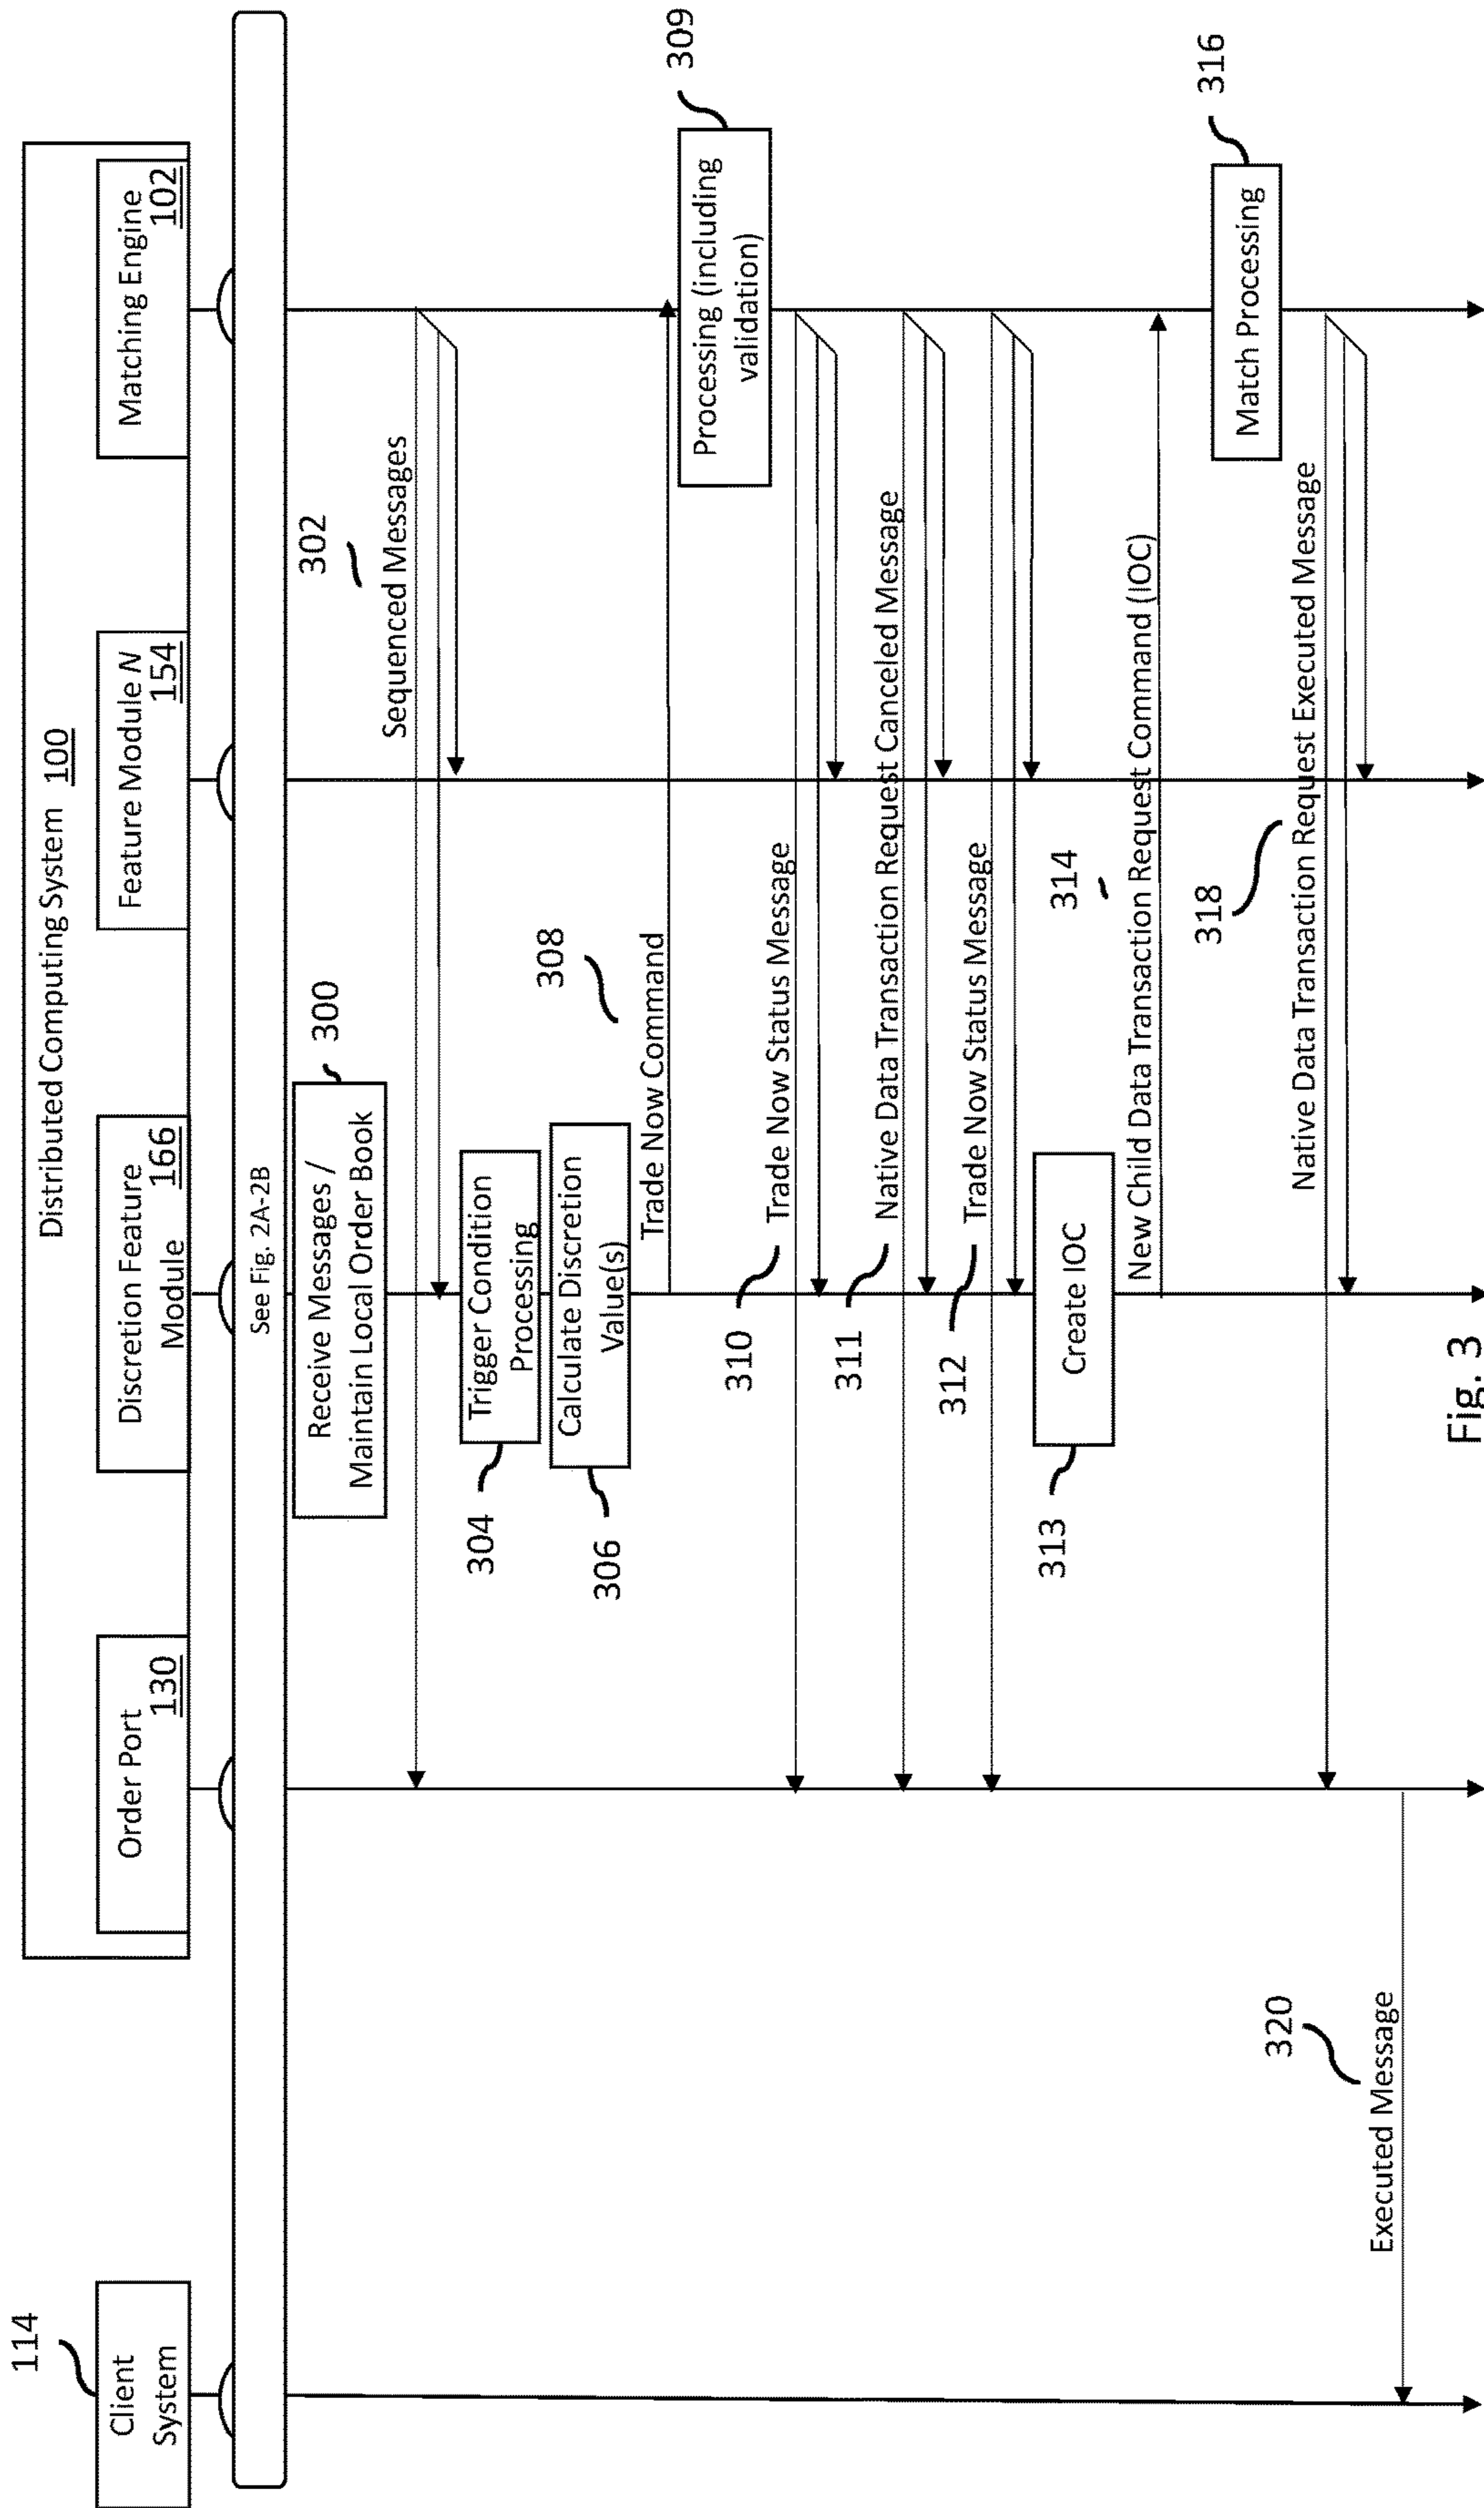 Distributed Computing System 100
114
Client
System
Order Port
130
Discretion Feature
Module 166
Feature Module N
154
Matching Engine
102
See Fig. 2A-2B
Receive Messages /
Maintain Local Order Book
300
302
Sequenced Messages
304
Trigger Condition
Processing
306
Calculate Discretion
Value(s)
308
Trade Now Command
309
Processing (including
validation)
310
Trade Now Status Message
311
Native Data Transaction Request Canceled Message
312
Trade Now Status Message
313
Create IOC
314
New Child Data Transaction Request Command (IOC)
316
Match Processing
318
Native Data Transaction Request Executed Message
320
Executed Message
Fig. 3